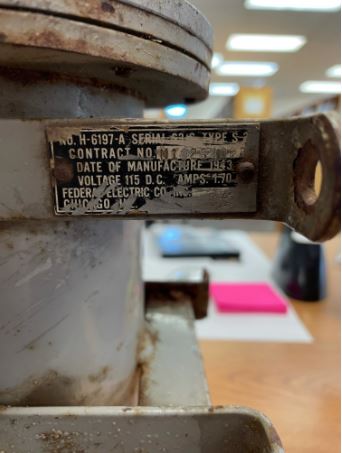 NO. H-6197-A SERIAL TYPE S
CONTRACT NO.
DATE OF MANUFACTURE 1943
VOLTAGE 115 D.C. AMPS. 1.70
FEDERAL ELECTRIC CO. INC.
CHICAGO